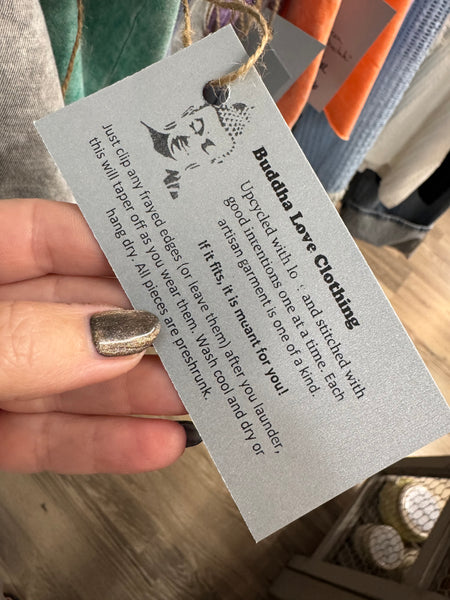 Buddha Love Clothing
Upcycled with lo  : and stitched with
good intentions one at a time. Each
artisan garment is one of a kind.
If it fits, it is meant for you!
Just clip any frayed edges (or leave them) after you launder,
this will taper off as you wear them. Wash cool and dry or
hang dry. All pieces are preshrunk.